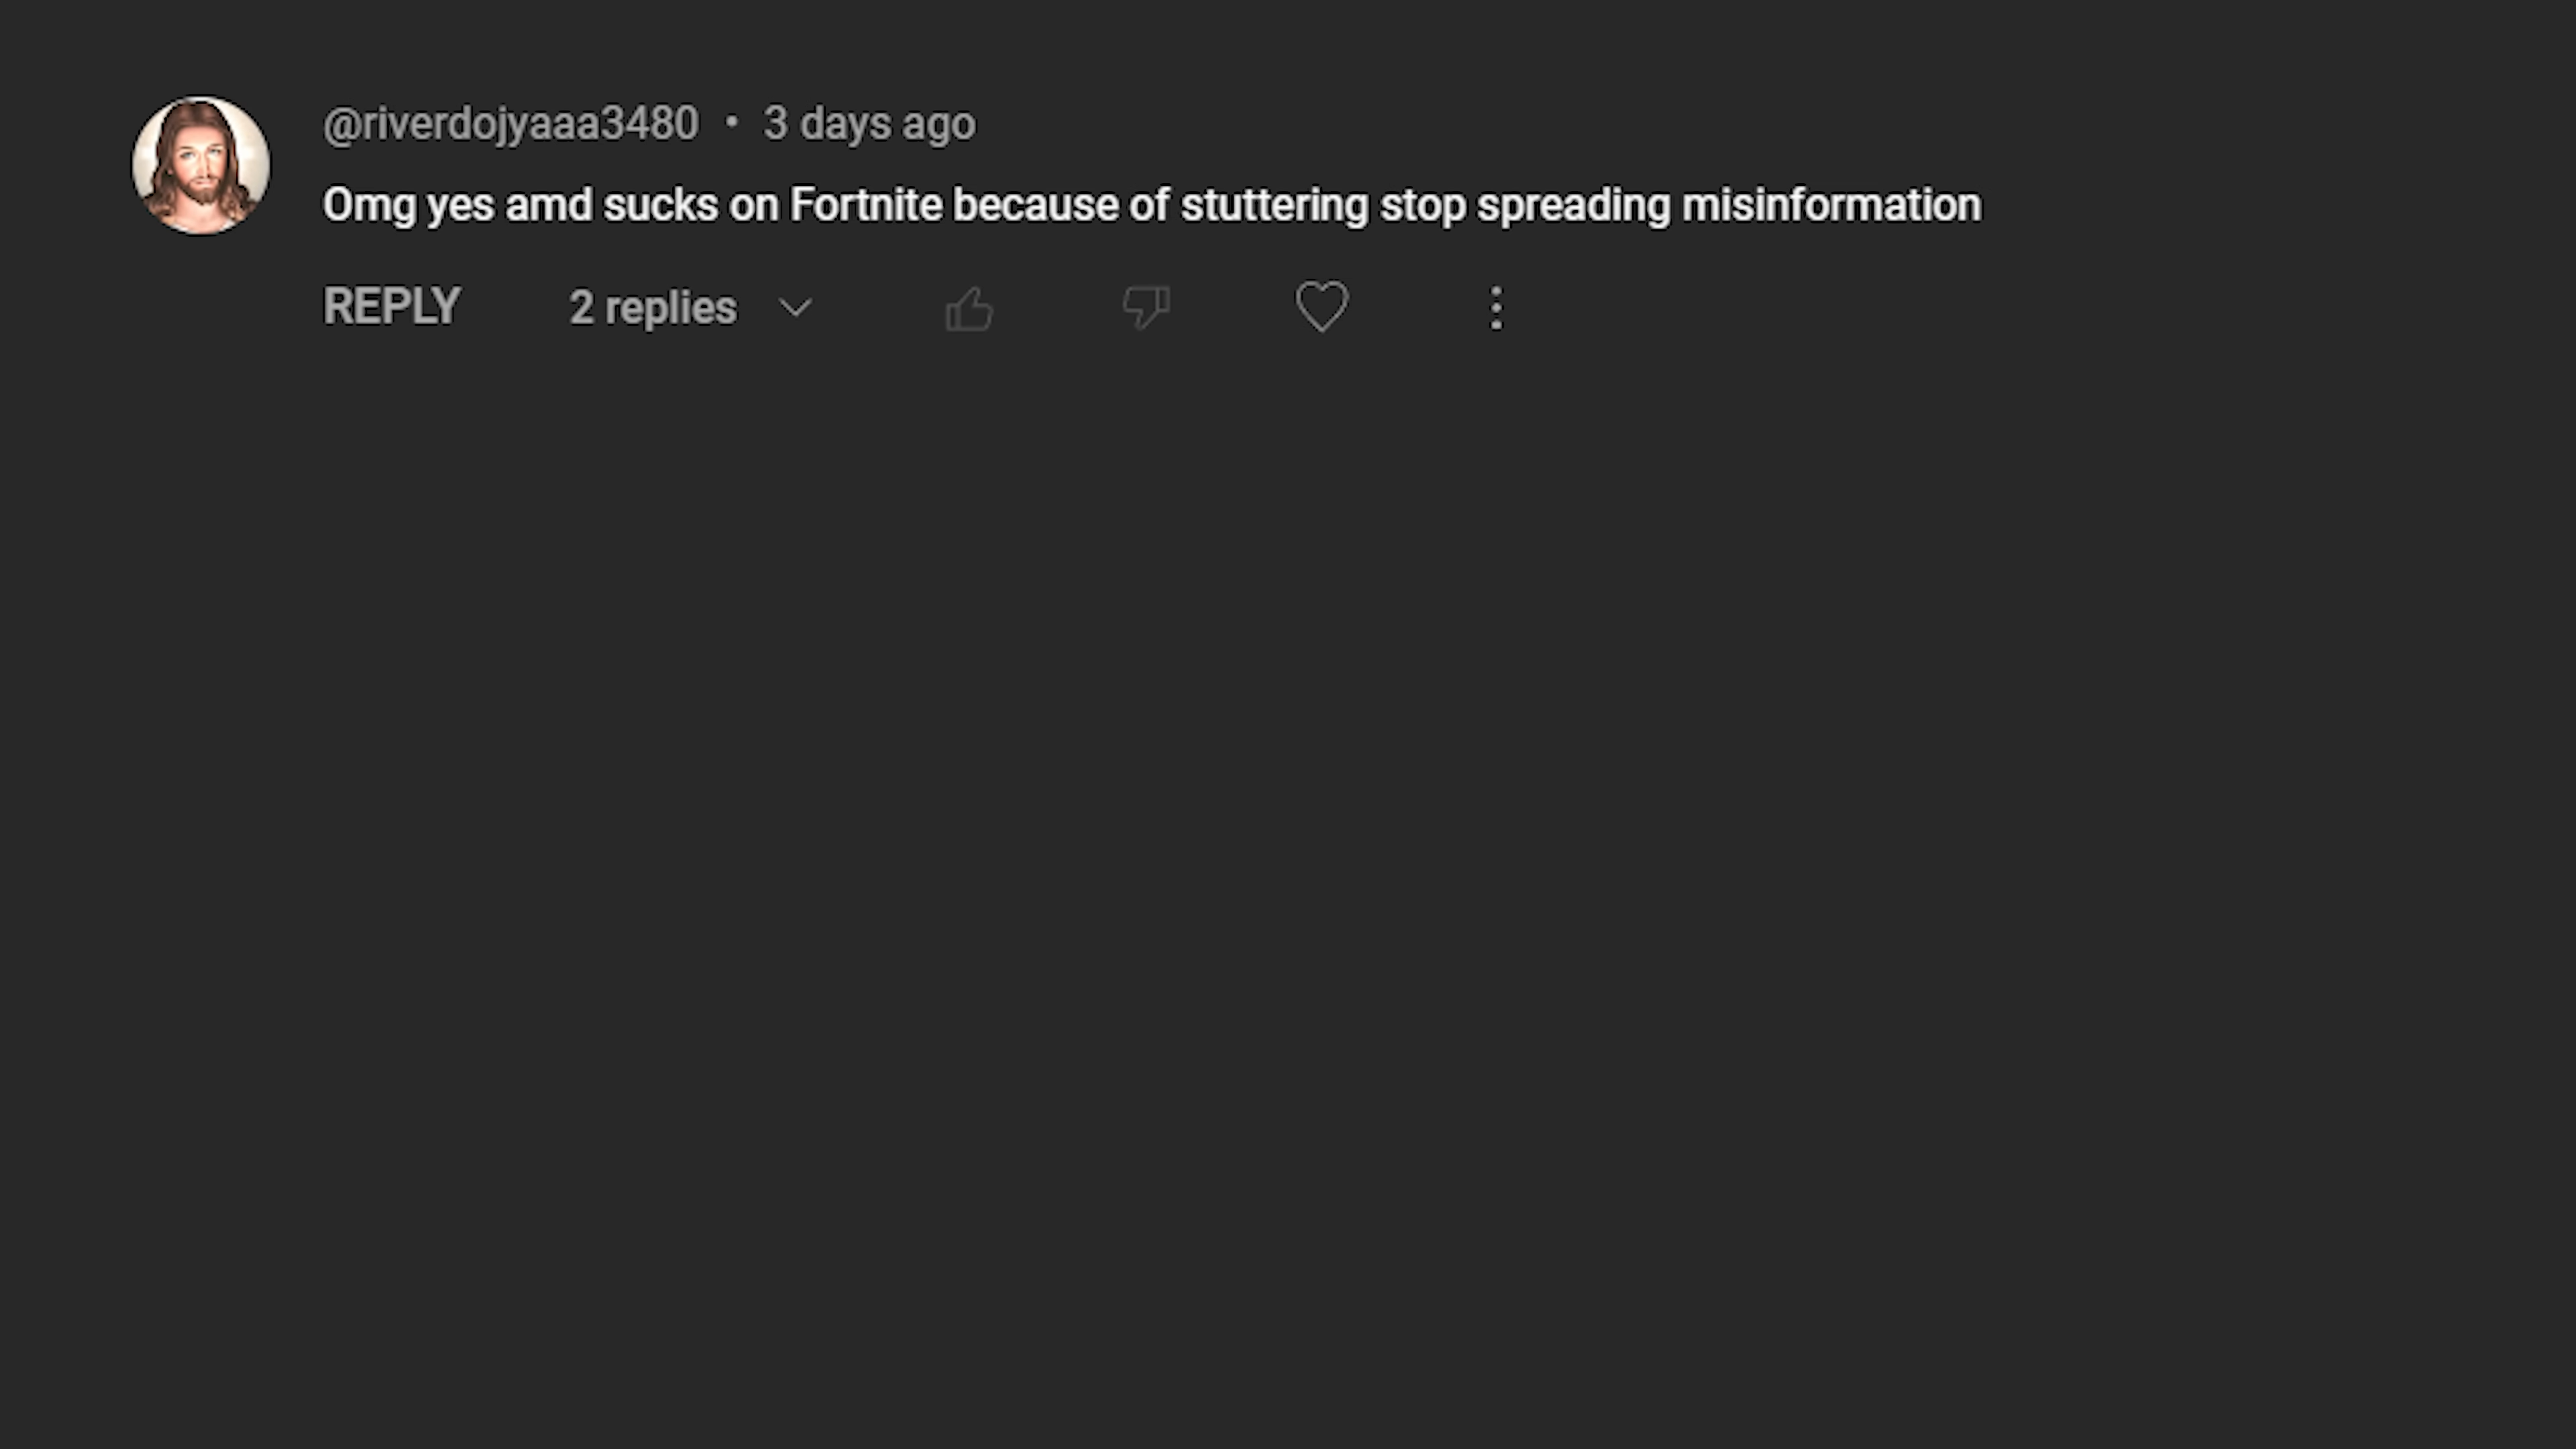 @riverdojyaaa3480 • 3 days ago
Omg yes amd sucks on Fortnite because of stuttering stop spreading misinformation
REPLY 2 replies